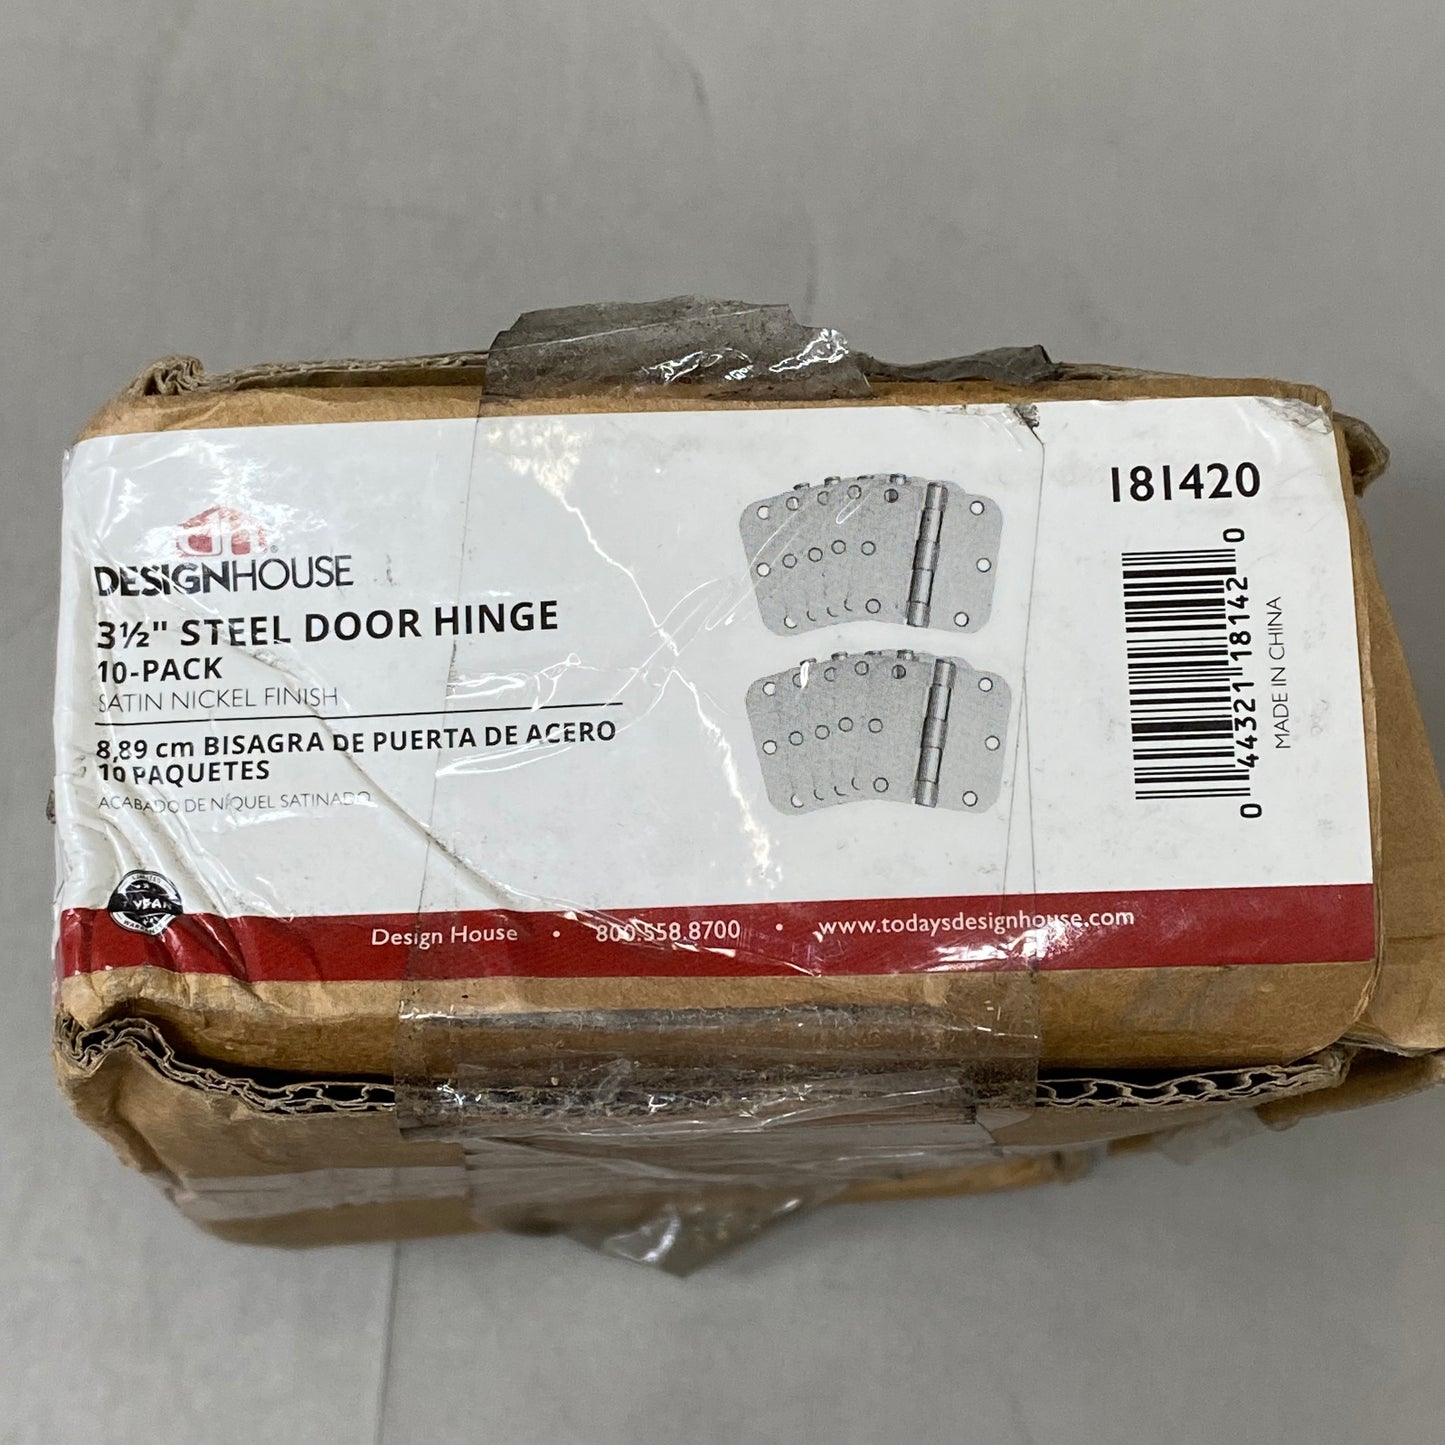 DESIGNHOUSE
®
3½" STEEL DOOR HINGE
10-PACK
SATIN NICKEL FINISH
8,89 cm BISAGRA DE PUERTA DE ACERO
10 PAQUETES
ACABADO DE NÍQUEL SATINADO
YEAR
Design House • 800.558.8700 • www.todaysdesignhouse.com
181420
0 44321 18142 0
MADE IN CHINA